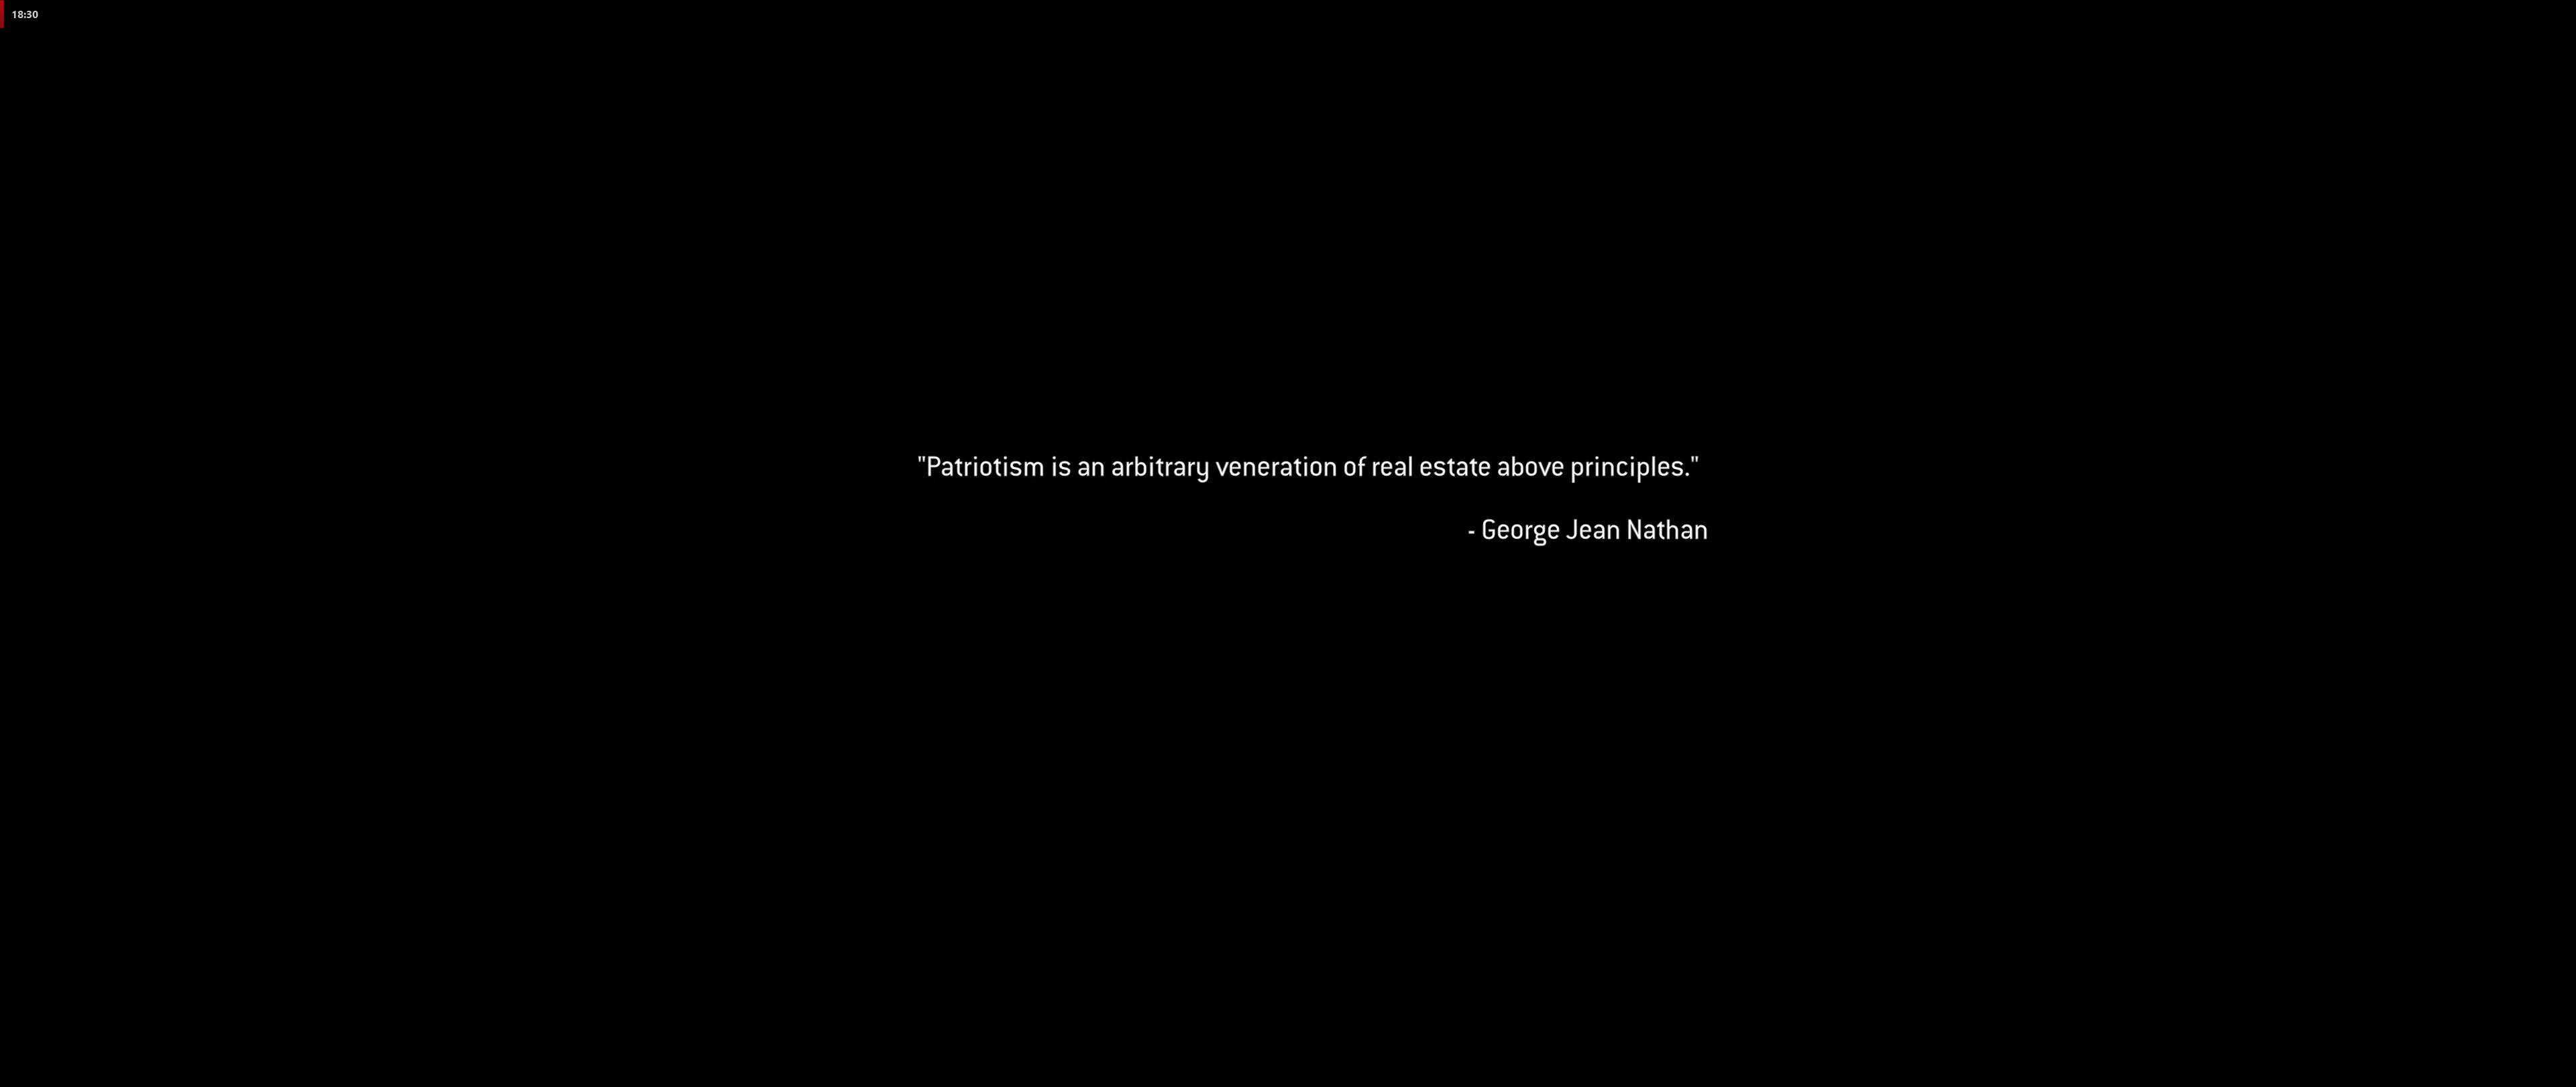 18:30
"Patriotism is an arbitrary veneration of real estate above principles."
- George Jean Nathan